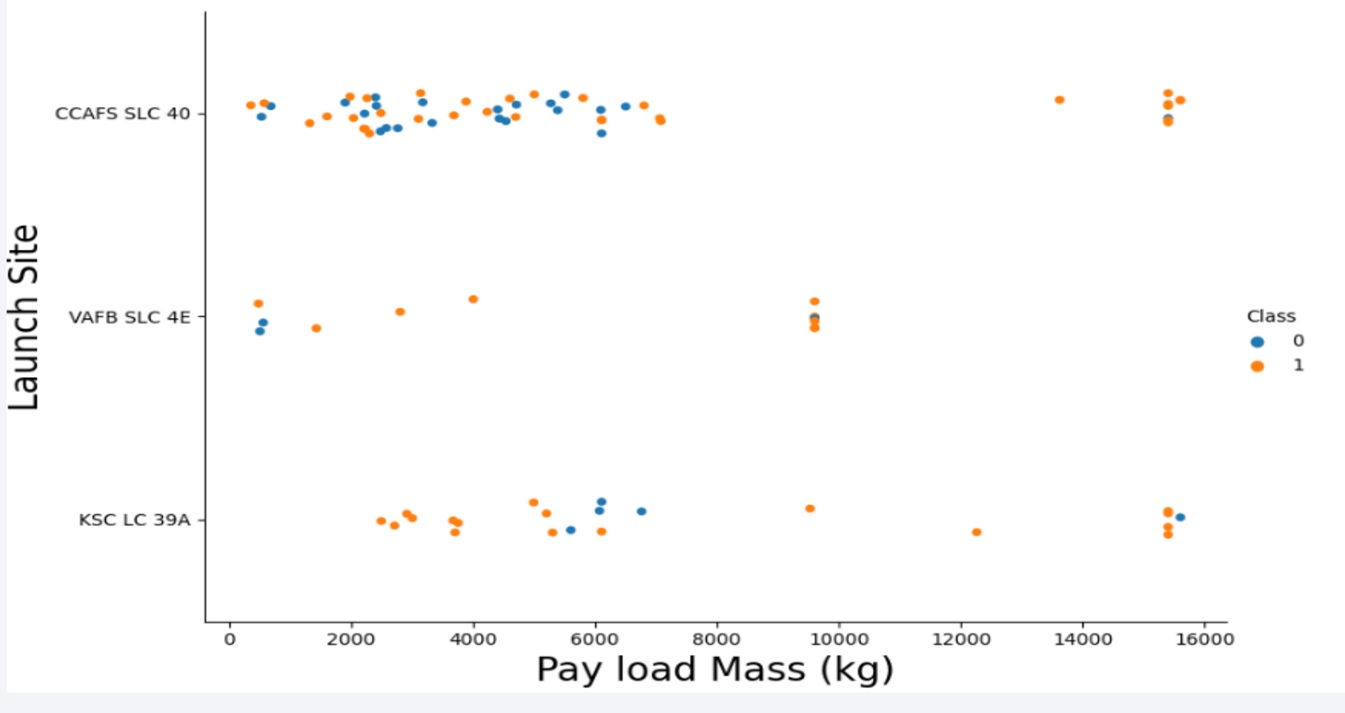 CCAFS SLC 40
VAFB SLC 4E
KSC LC 39A
Launch Site
0 2000 4000 6000 8000 10000 12000 14000 16000
Pay load Mass (kg)
Class
0
1